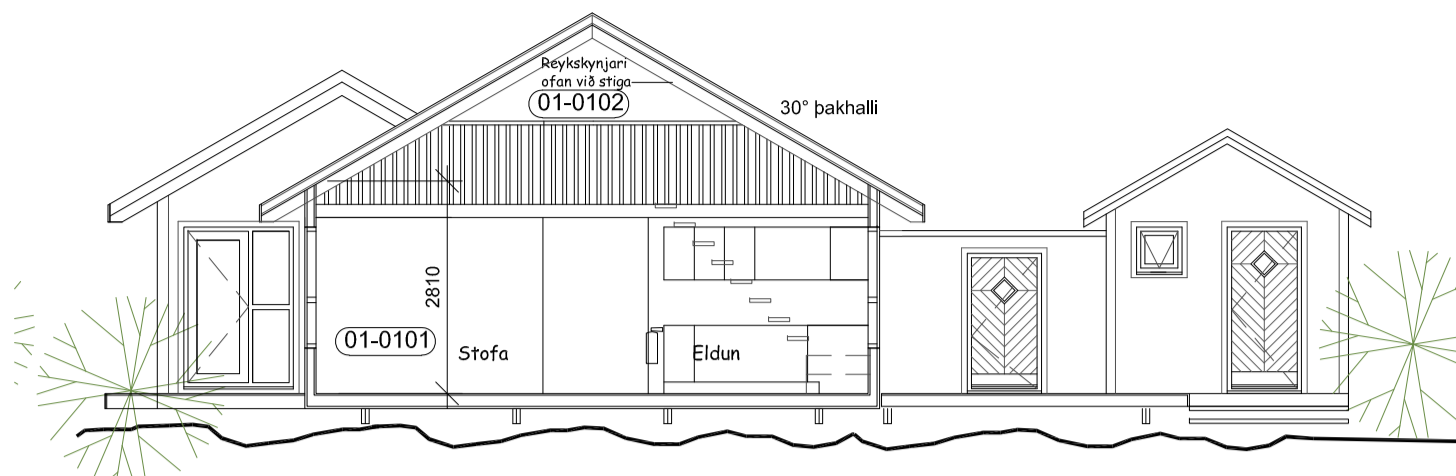 Reykskynjari
ofan við stiga
01-0102
30° þakhalli
2810
01-0101
Stofa
Eldun